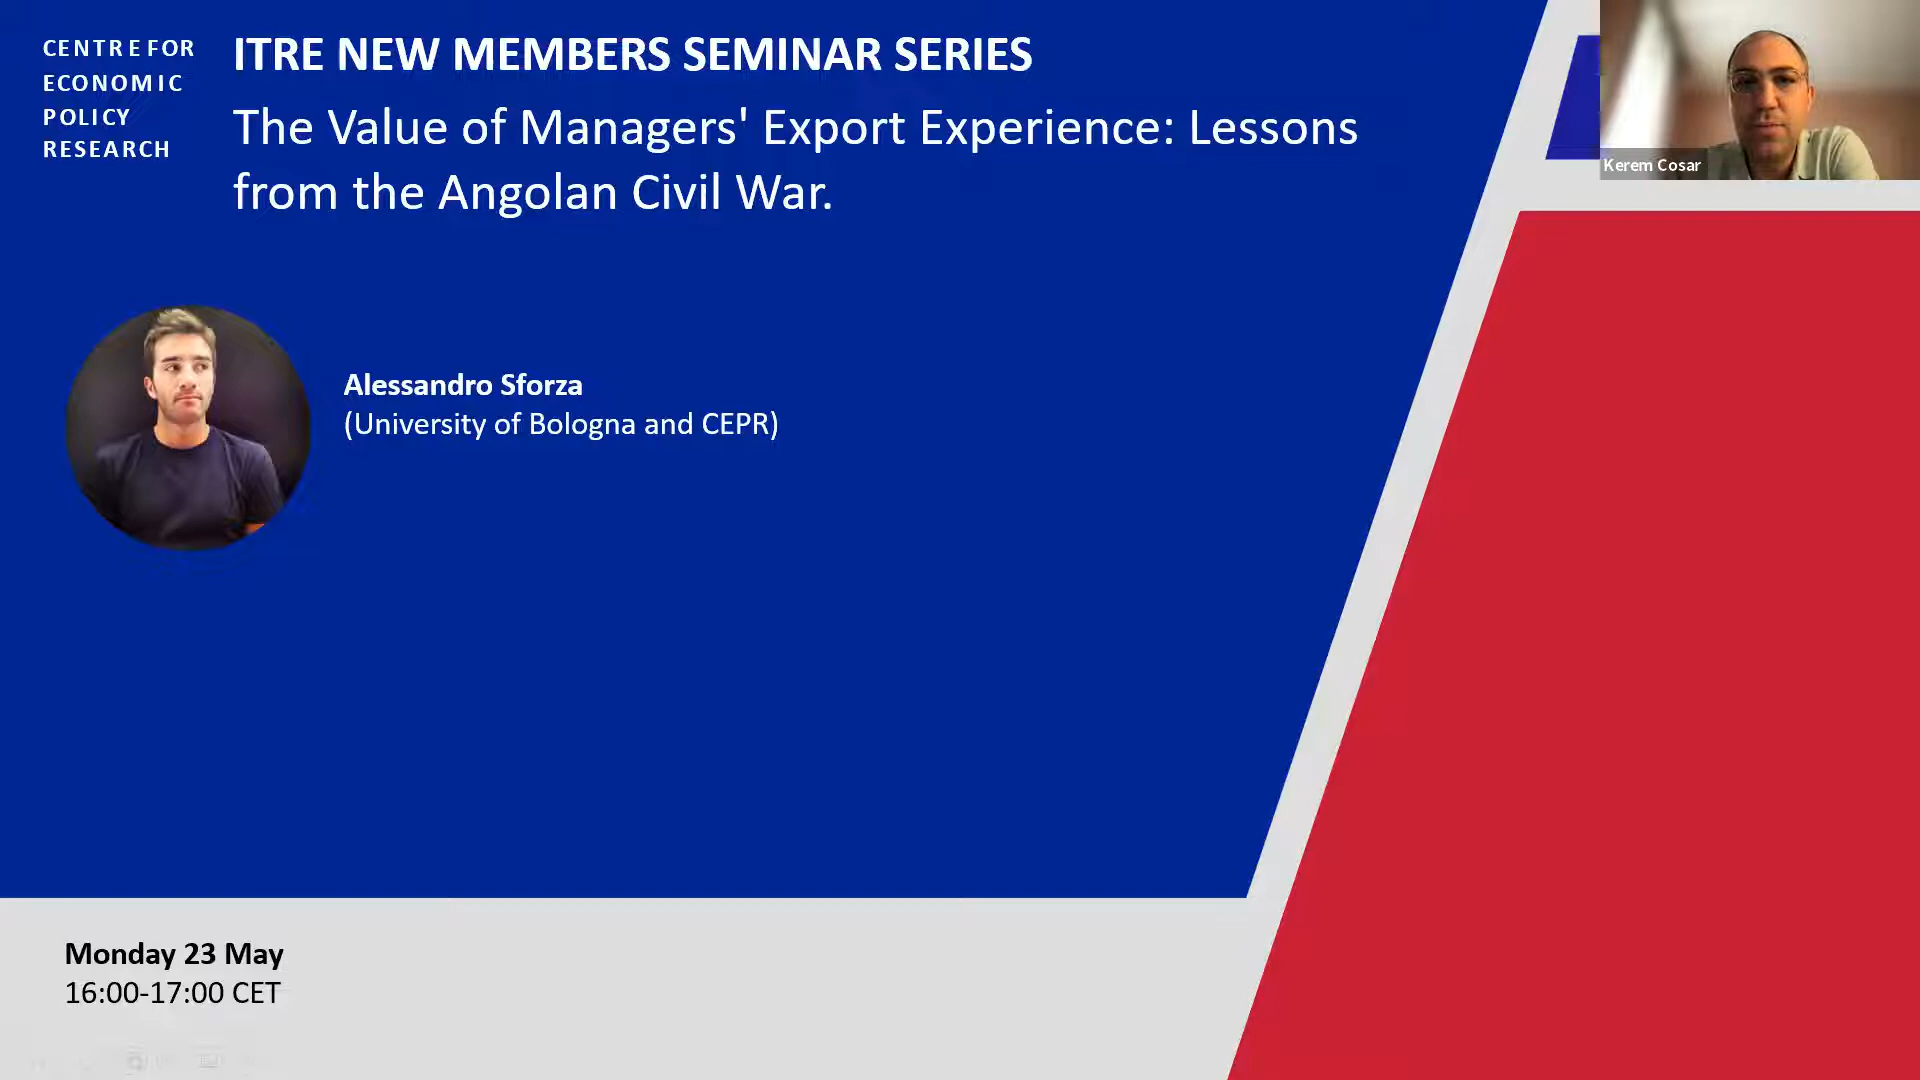 CENTRE FOR
ECONOMIC
POLICY
RESEARCH
ITRE NEW MEMBERS SEMINAR SERIES
The Value of Managers' Export Experience: Lessons
from the Angolan Civil War.
Kerem Cosar
Alessandro Sforza
(University of Bologna and CEPR)
Monday 23 May
16:00-17:00 CET